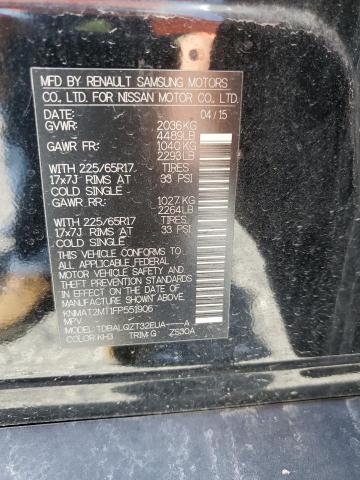 MFD BY RENAULT SAMSUNG MOTORS
CO., LTD. FOR NISSAN MOTOR CO., LTD.
DATE: 04/15
GVWR: 2036KG
4489LB
GAWR FR: 1040KG
2293LB
WITH 225/65R17 TIRES
17x7J RIMS AT 33 PSI
COLD SINGLE
GAWR RR: 1027 KG
2264LB
WITH 225/65R17 TIRES
17x7J RIMS AT 33 PSI
COLD SINGLE
THIS VEHICLE CONFORMS TO ALL
APPLICABLE FEDERAL MOTOR
VEHICLE SAFETY AND
THEFT PREVENTION STANDARDS
IN EFFECT ON THE DATE OF
MANUFACTURE SHOWN ABOVE.
KNMAT2MT1FP551906
MPV
MODEL: TDBALQZT32EUA-----A
COLOR: KH3 TRIM: G ZS30A